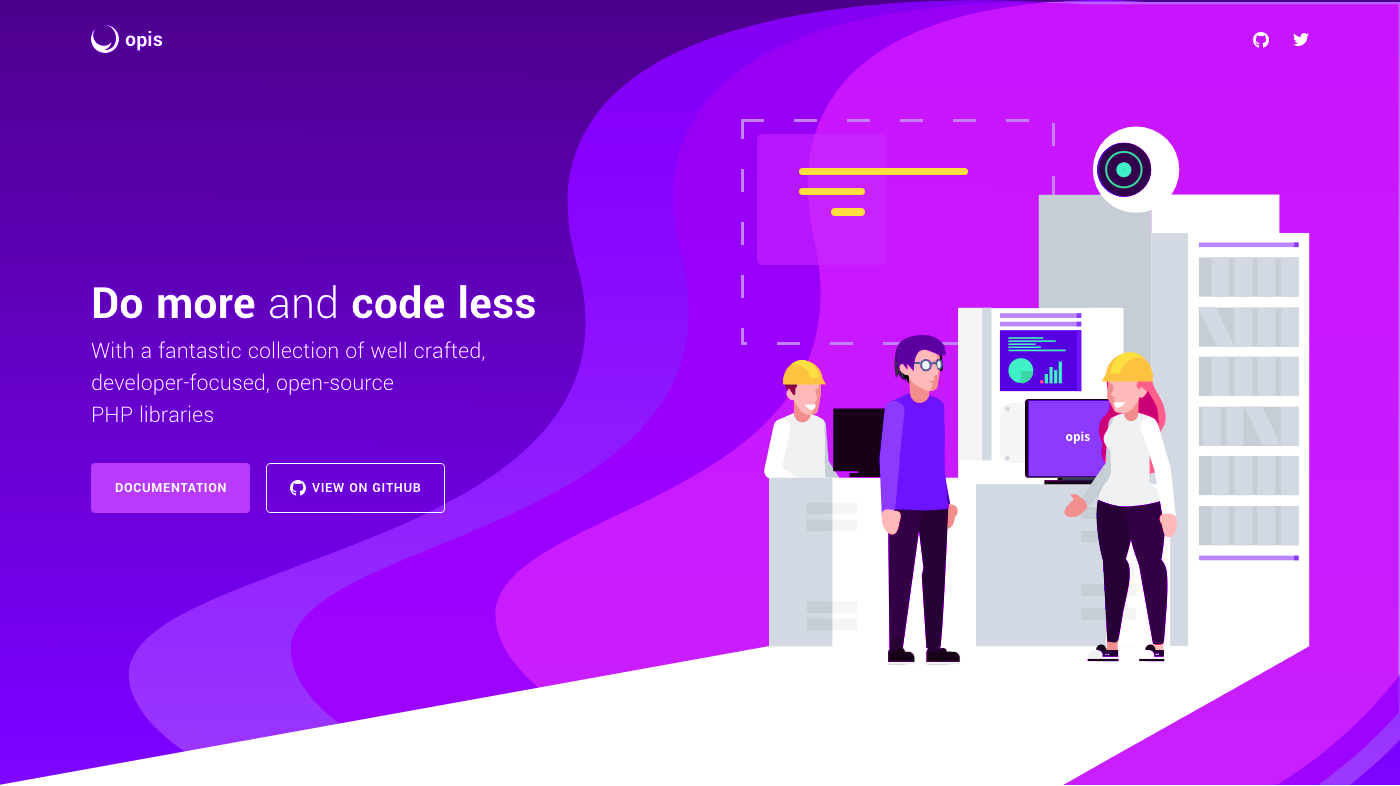 opis
Do more and code less
With a fantastic collection of well crafted,
developer-focused, open-source
PHP libraries
DOCUMENTATION
VIEW ON GITHUB
opis